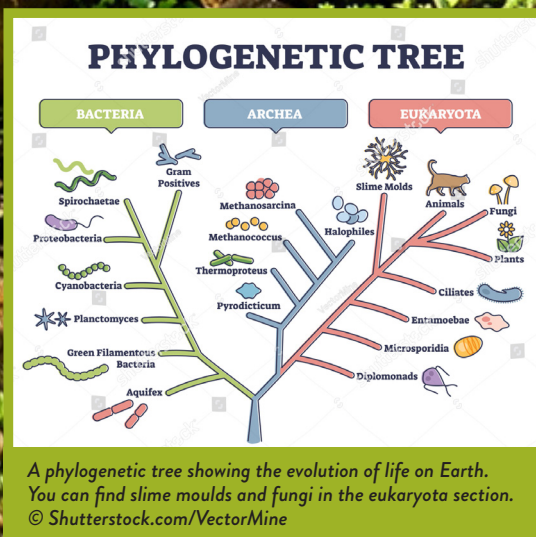 PHYLOGENETIC TREE
BACTERIA
ARCHEA
EUKARYOTA
Gram
Positives
Spirochaetae
Proteobacteria
Cyanobacteria
Planctomyces
Green Filamentous
Bacteria
Aquifex
Methanosarcina
Methanococcus
Halophiles
Thermoproteus
Pyrodicticum
Slime Molds
Animals
Fungi
Plants
Ciliates
Entamoebae
Microsporidia
Diplomonads
A phylogenetic tree showing the evolution of life on Earth.
You can find slime moulds and fungi in the eukaryota section.
© Shutterstock.com/VectorMine